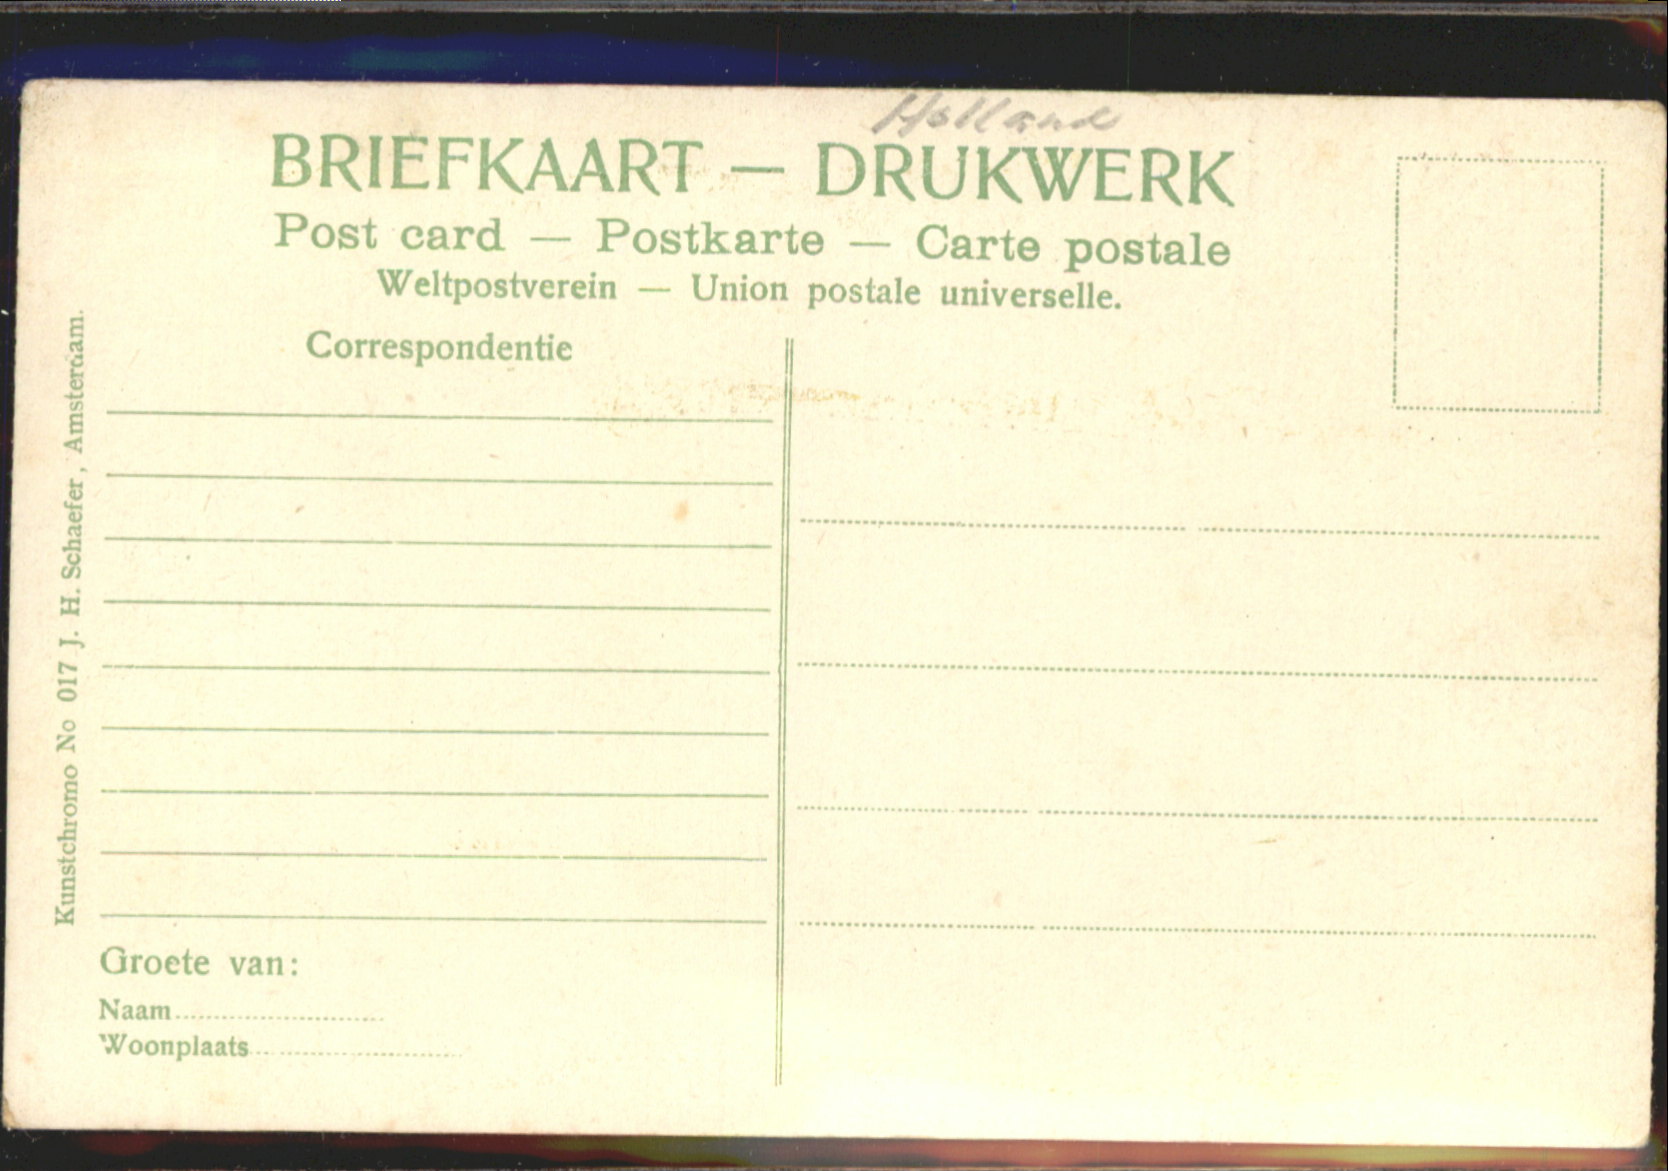 Holland
BRIEFKAART — DRUKWERK
Post card — Postkarte — Carte postale
Weltpostverein — Union postale universelle.
Correspondentie
Kunstchromo No 017 J. H. Schaefer, Amsterdam.
Groete van:
Naam
Woonplaats